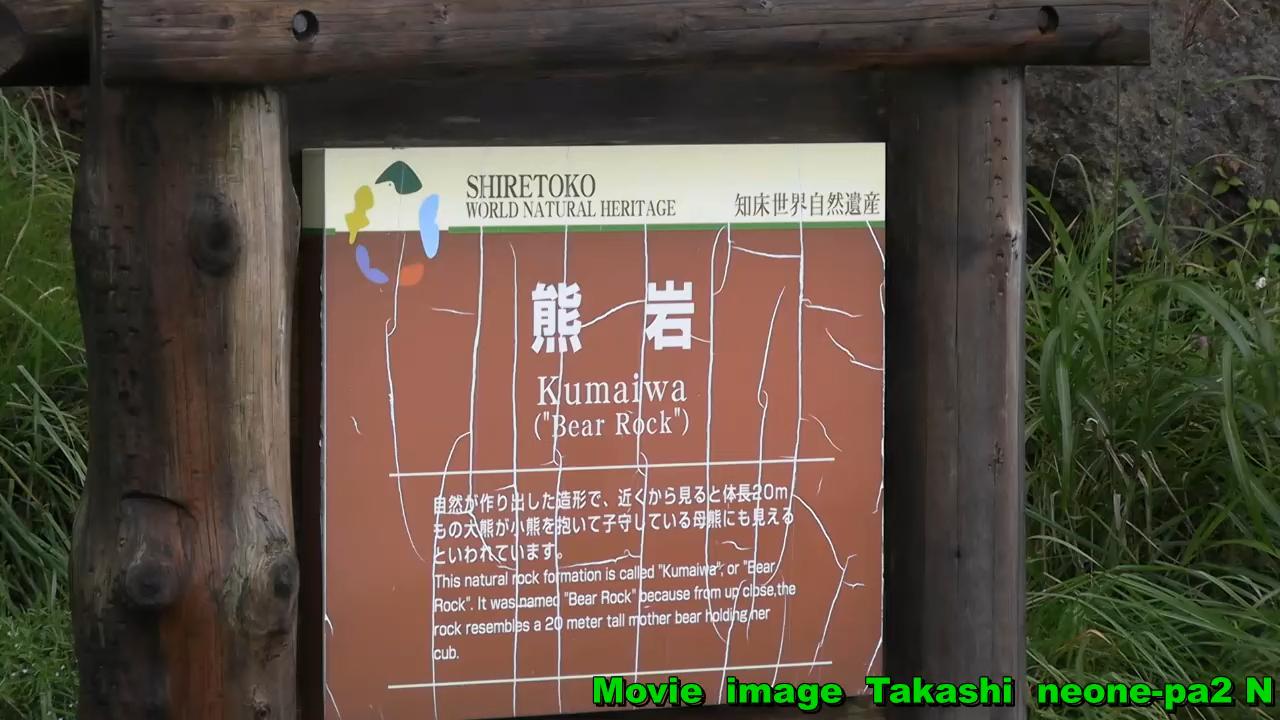 SHIRETOKO
WORLD NATURAL HERITAGE
知床世界自然遺産
熊 岩
Kumaiwa
("Bear Rock")
自然が作り出した造形で、近くから見ると体長20m
もの大熊が小熊を抱いて子守している母熊にも見える
といわれています。
This natural rock formation is called "Kumaiwa", or "Bear
Rock". It was named "Bear Rock" because from up close,the
rock resembles a 20 meter tall mother bear holding her
cub.
Movie image Takashi neone-pa2 N